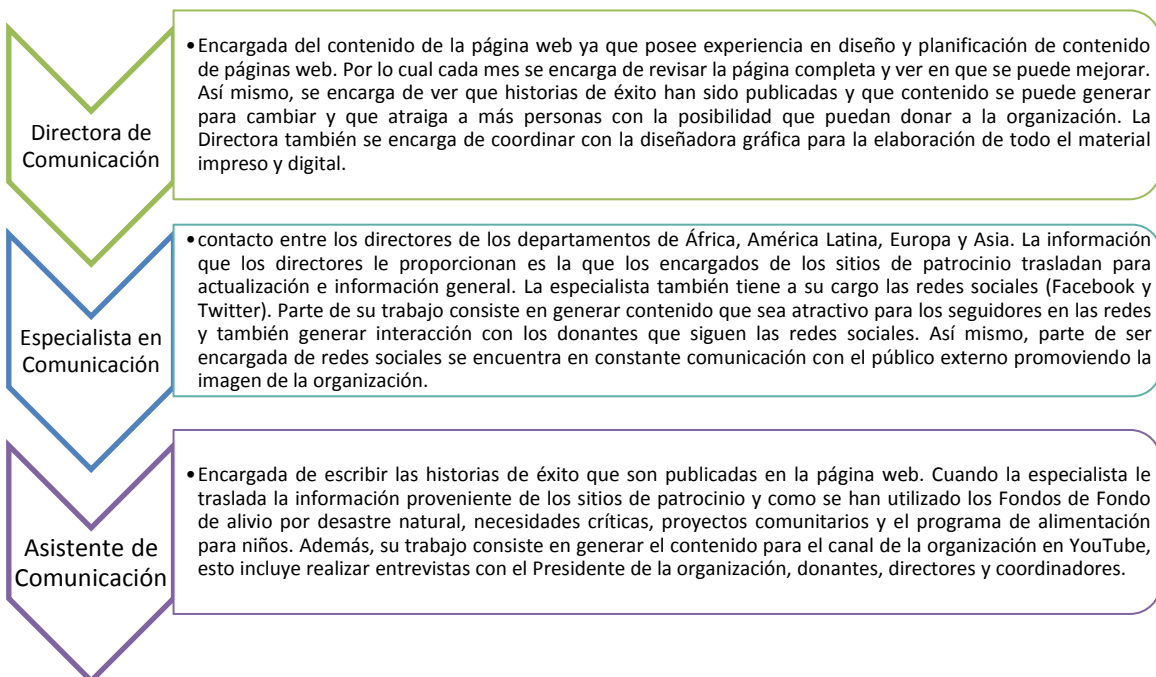 Directora de
Comunicación
•Encargada del contenido de la página web ya que posee experiencia en diseño y planificación de contenido
de páginas web. Por lo cual cada mes se encarga de revisar la página completa y ver en que se puede mejorar.
Así mismo, se encarga de ver que historias de éxito han sido publicadas y que contenido se puede generar
para cambiar y que atraiga a más personas con la posibilidad que puedan donar a la organización. La
Directora también se encarga de coordinar con la diseñadora gráfica para la elaboración de todo el material
impreso y digital.
Especialista en
Comunicación
•contacto entre los directores de los departamentos de África, América Latina, Europa y Asia. La información
que los directores le proporcionan es la que los encargados de los sitios de patrocinio trasladan para
actualización e información general. La especialista también tiene a su cargo las redes sociales (Facebook y
Twitter). Parte de su trabajo consiste en generar contenido que sea atractivo para los seguidores en las redes
y también generar interacción con los donantes que siguen las redes sociales. Así mismo, parte de ser
encargada de redes sociales se encuentra en constante comunicación con el público externo promoviendo la
imagen de la organización.
Asistente de
Comunicación
•Encargada de escribir las historias de éxito que son publicadas en la página web. Cuando la especialista le
traslada la información proveniente de los sitios de patrocinio y como se han utilizado los Fondos de Fondo
de alivio por desastre natural, necesidades críticas, proyectos comunitarios y el programa de alimentación
para niños. Además, su trabajo consiste en generar el contenido para el canal de la organización en YouTube,
esto incluye realizar entrevistas con el Presidente de la organización, donantes, directores y coordinadores.